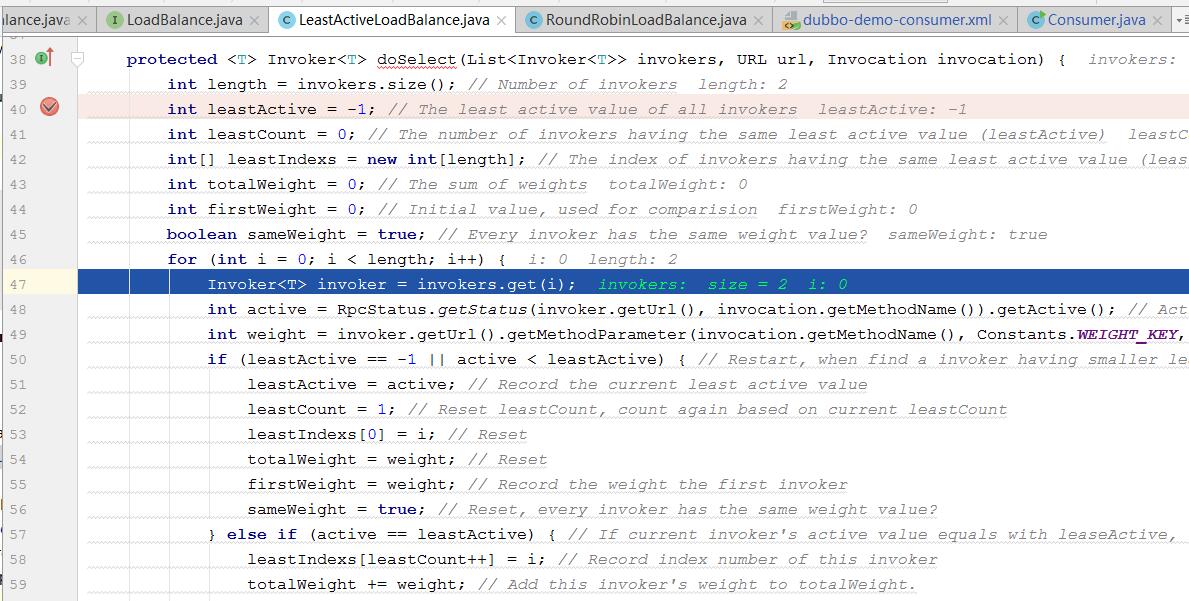 alance.java LoadBalance.java LeastActiveLoadBalance.java RoundRobinLoadBalance.java dubbo-demo-consumer.xml Consumer.java
38 protected <T> Invoker<T> doSelect(List<Invoker<T>> invokers, URL url, Invocation invocation) { invokers:
39 int length = invokers.size(); // Number of invokers length: 2
40 int leastActive = -1; // The least active value of all invokers leastActive: -1
41 int leastCount = 0; // The number of invokers having the same least active value (leastActive) leastC
42 int[] leastIndexs = new int[length]; // The index of invokers having the same least active value (leas
43 int totalWeight = 0; // The sum of weights totalWeight: 0
44 int firstWeight = 0; // Initial value, used for comparision firstWeight: 0
45 boolean sameWeight = true; // Every invoker has the same weight value? sameWeight: true
46 for (int i = 0; i < length; i++) { i: 0 length: 2
47 Invoker<T> invoker = invokers.get(i); invokers: size = 2 i: 0
48 int active = RpcStatus.getStatus(invoker.getUrl(), invocation.getMethodName()).getActive(); // Act
49 int weight = invoker.getUrl().getMethodParameter(invocation.getMethodName(), Constants.WEIGHT_KEY,
50 if (leastActive == -1 || active < leastActive) { // Restart, when find a invoker having smaller le
51 leastActive = active; // Record the current least active value
52 leastCount = 1; // Reset leastCount, count again based on current leastCount
53 leastIndexs[0] = i; // Reset
54 totalWeight = weight; // Reset
55 firstWeight = weight; // Record the weight the first invoker
56 sameWeight = true; // Reset, every invoker has the same weight value?
57 } else if (active == leastActive) { // If current invoker's active value equals with leaseActive,
58 leastIndexs[leastCount++] = i; // Record index number of this invoker
59 totalWeight += weight; // Add this invoker's weight to totalWeight.